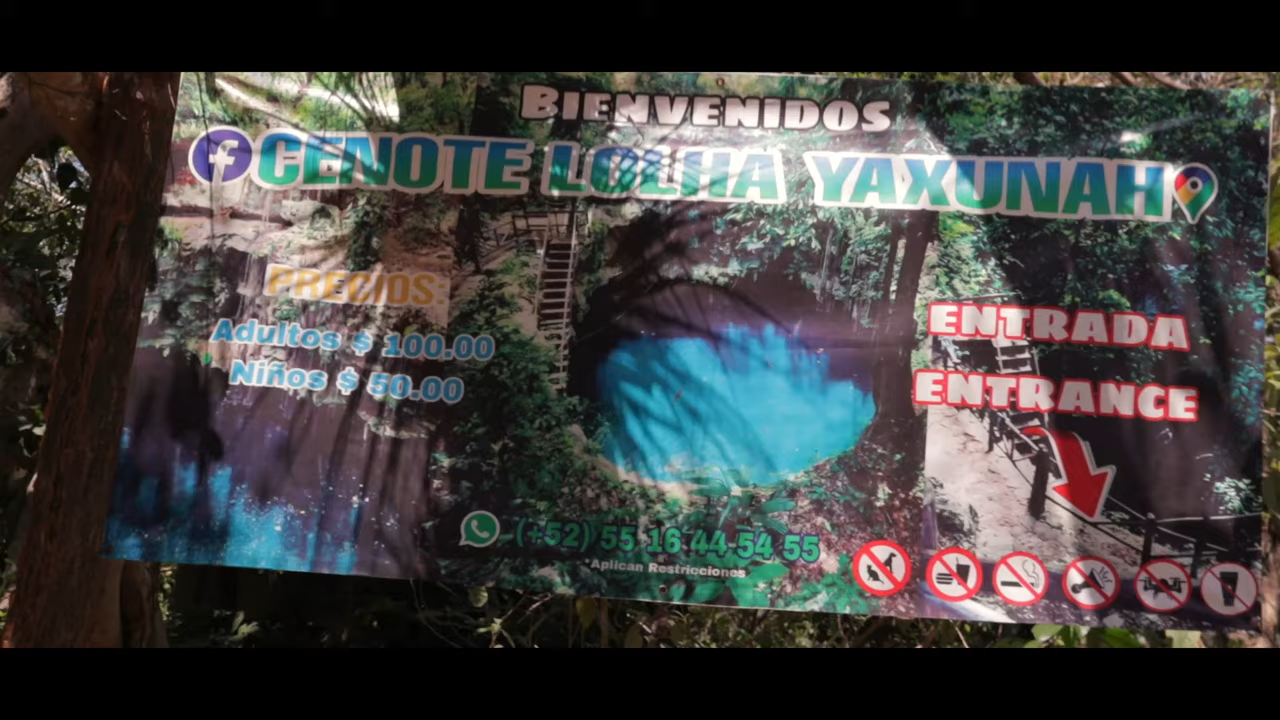 BIENVENIDOS
CENOTE LOLHA YAXUNAH
PRECIOS:
Adultos $ 100.00
Niños $ 50.00
ENTRADA
ENTRANCE
(+52) 55 16 44 54 55
*Aplican Restricciones